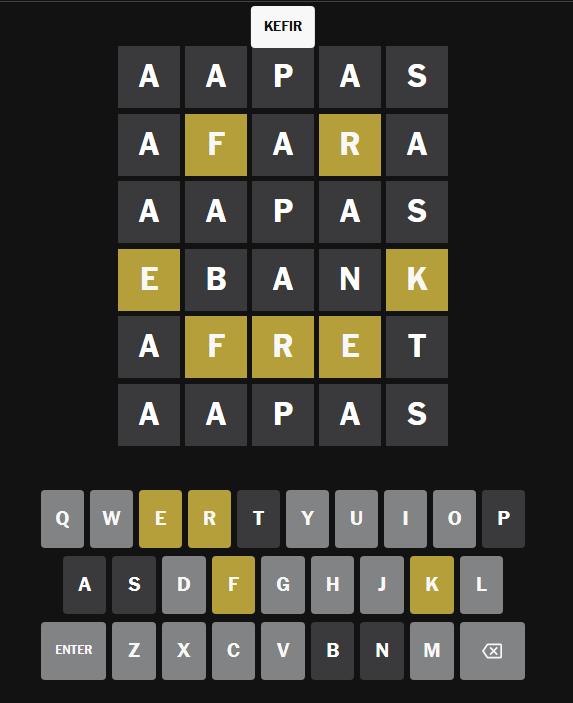 KEFIR
A A P A S
A F A R A
A A P A S
E B A N K
A F R E T
A A P A S
Q W E R T Y U I O P
A S D F G H J K L
ENTER Z X C V B N M